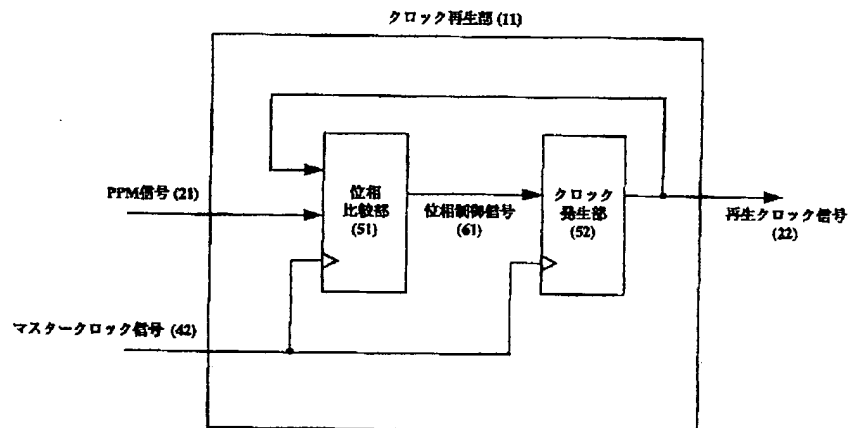 クロック再生部 (11)
PPM信号 (21)
位相
比較部
(51)
位相制御信号
(61)
クロック
発生部
(52)
再生クロック信号
(22)
マスタークロック信号 (42)